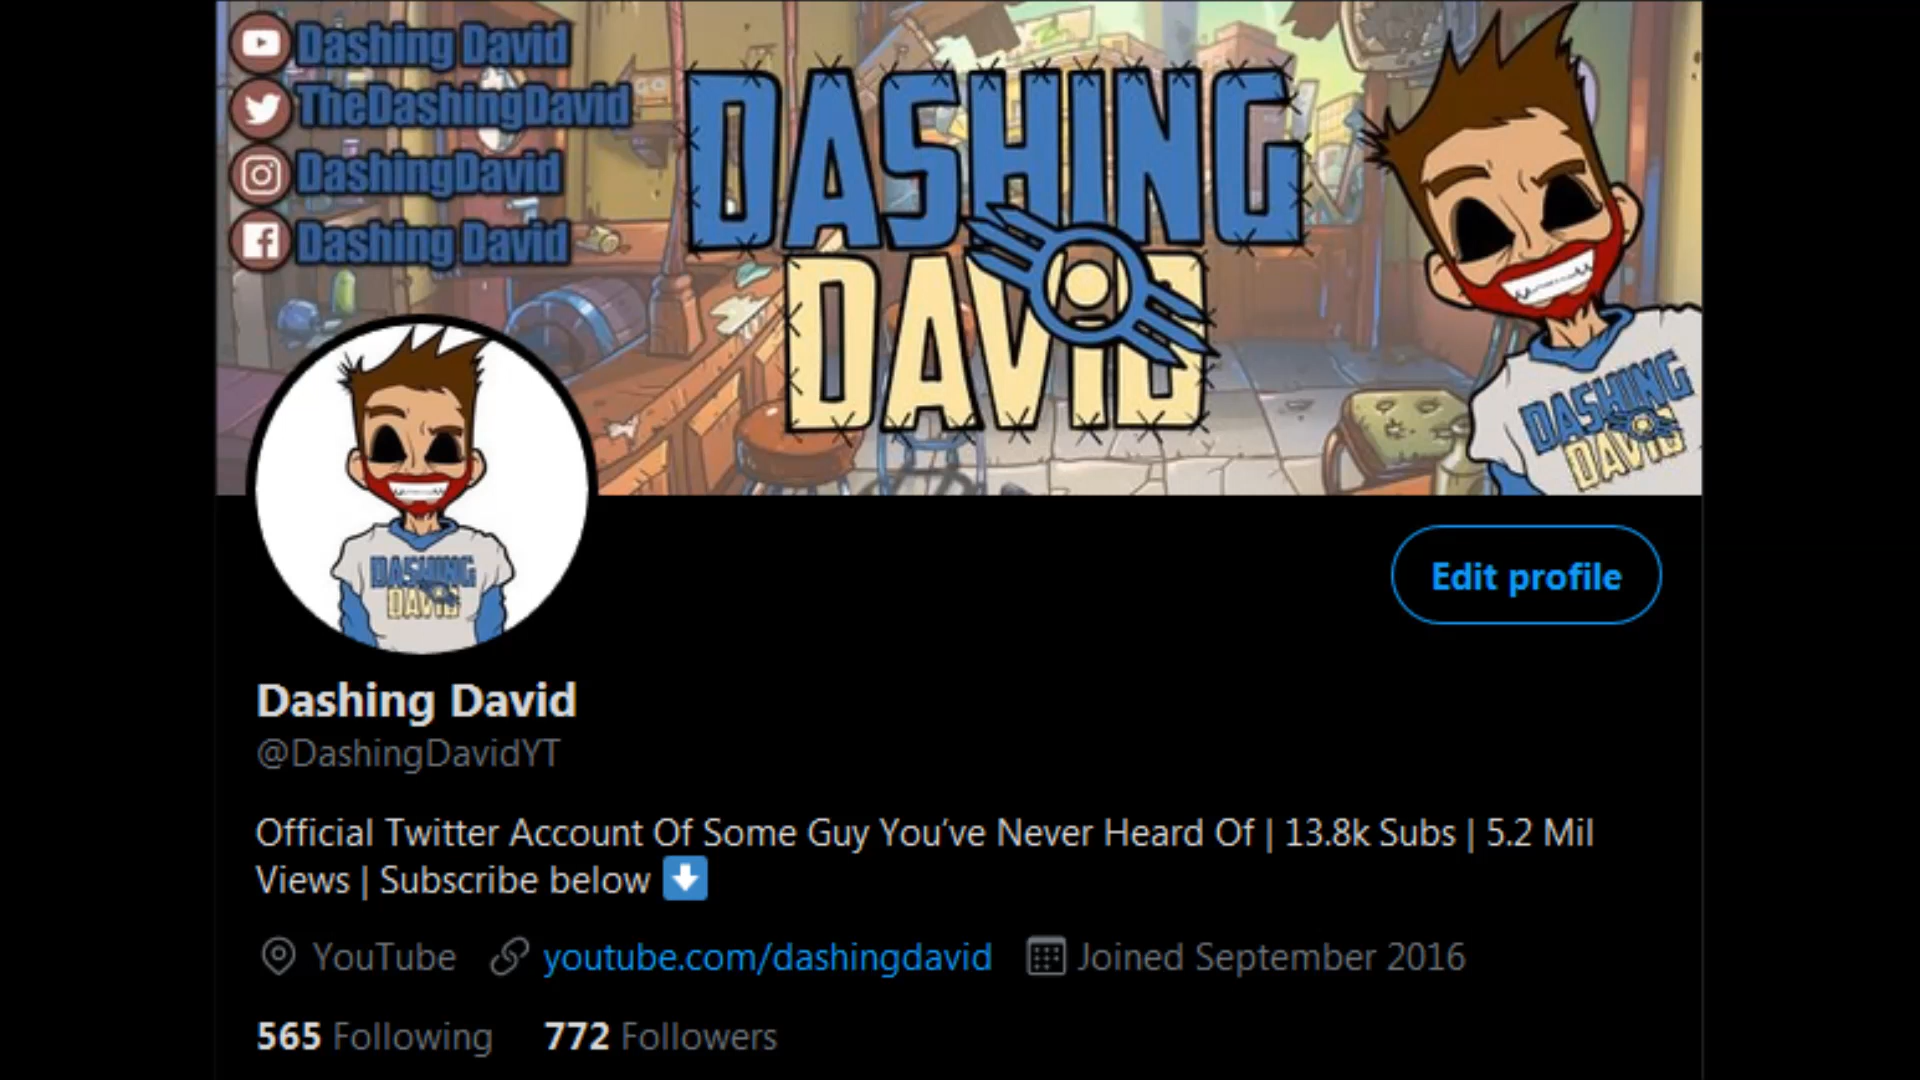 Dashing David
TheDashingDavid
DashingDavid
Dashing David
DASHING
DAVID
DASHING
DAVID
DASHING
DAVID
Edit profile
Dashing David
@DashingDavidYT
Official Twitter Account Of Some Guy You've Never Heard Of | 13.8k Subs | 5.2 Mil
Views | Subscribe below ⬇
YouTube youtube.com/dashingdavid Joined September 2016
565 Following 772 Followers